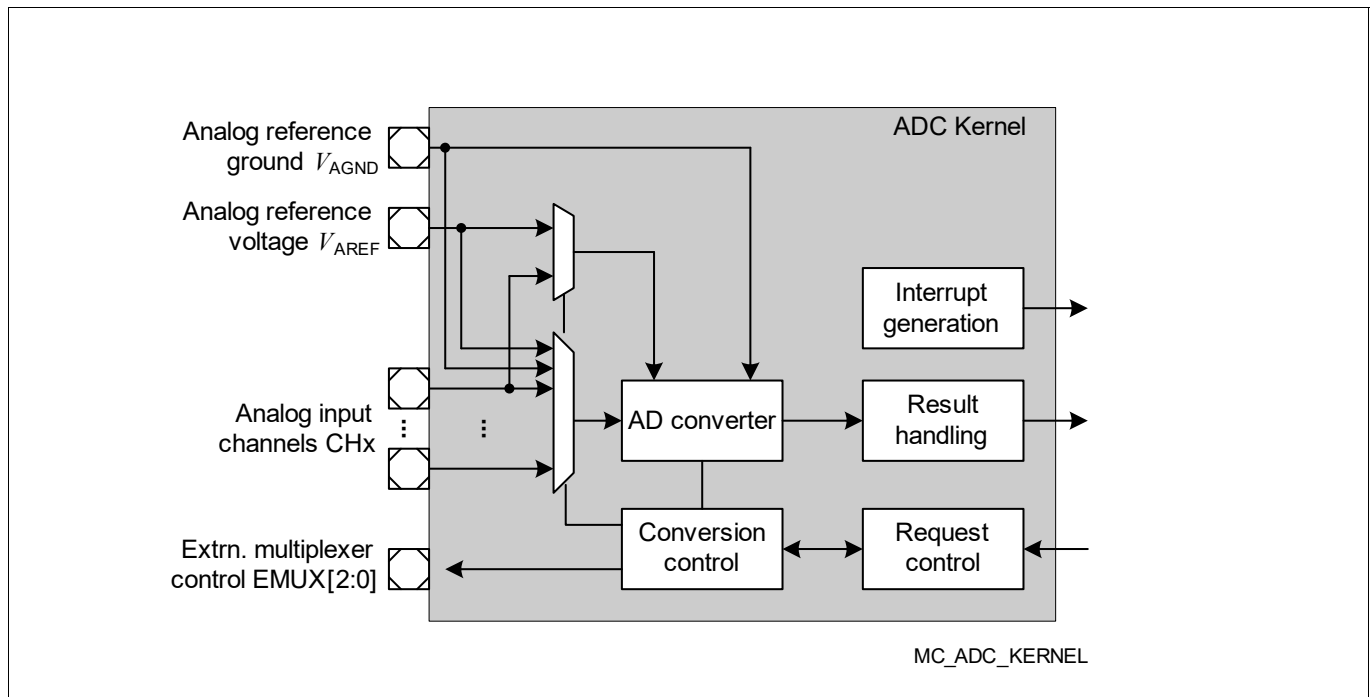 ADC Kernel
Analog reference
ground VAGND
Analog reference
voltage VAREF
Interrupt
generation
Analog input
channels CHx
...
...
AD converter
Result
handling
Extrn. multiplexer
control EMUX[2:0]
Conversion
control
Request
control
MC_ADC_KERNEL